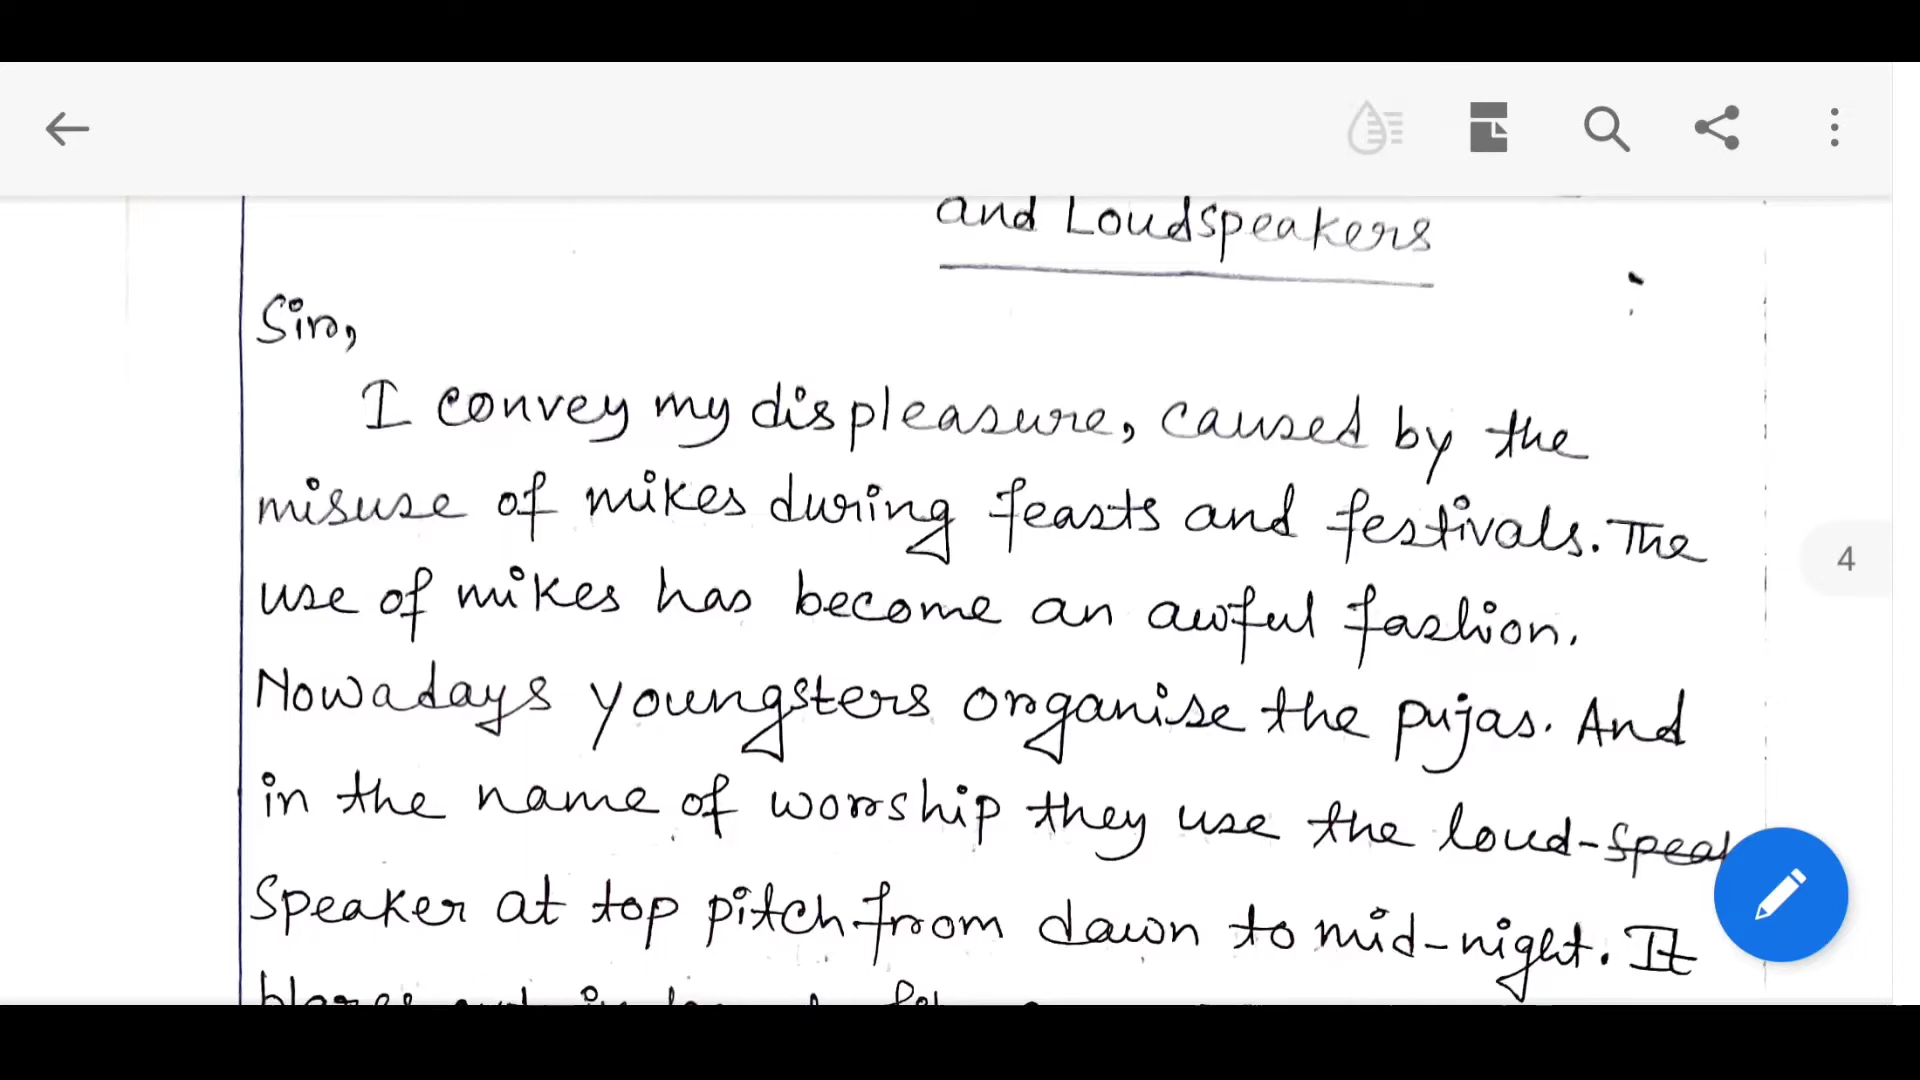 and Loudspeakers
Sir,
I convey my displeasure, caused by the
misuse of mikes during feasts and festivals. The
use of mikes has become an awful fashion.
4
Nowadays youngsters organise the pujas. And
in the name of worship they use the loud-spea
speaker at top pitch from dawn to mid-night. It